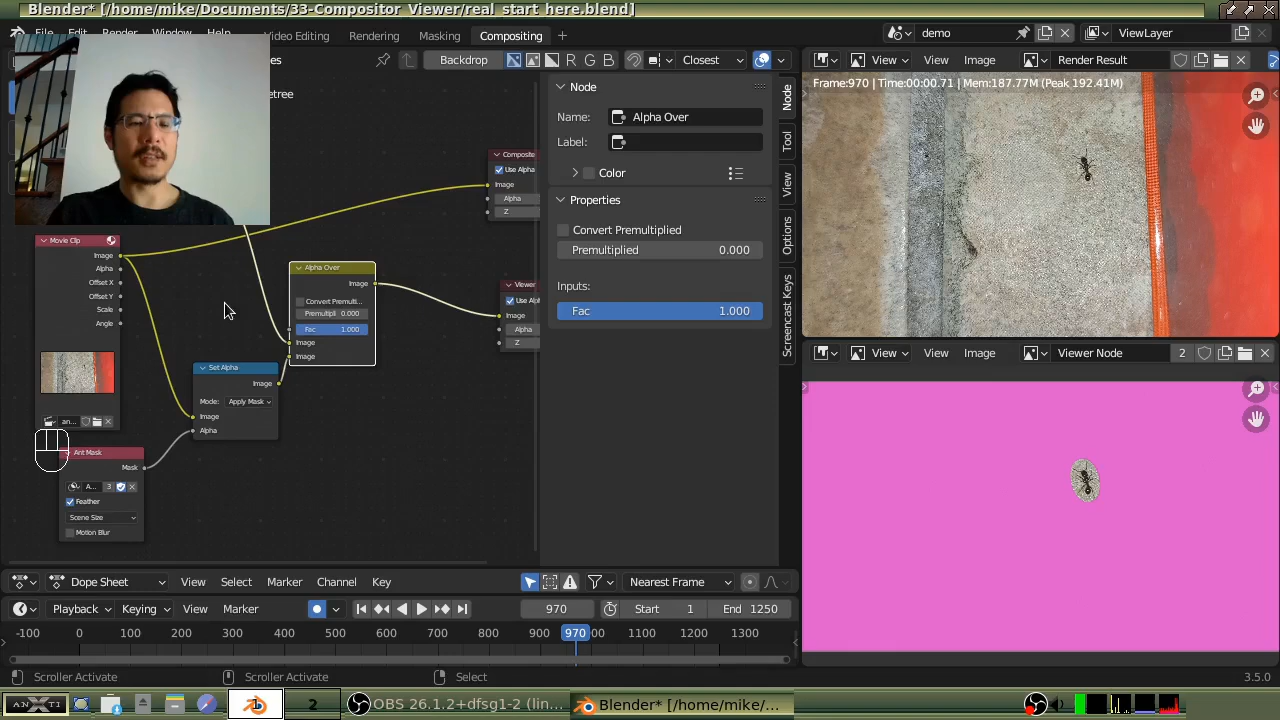 Blender* [/home/mike/Documents/33-Compositor_Viewer/real_start_here.blend]
File Edit Render Window Help Video Editing Rendering Masking Compositing
demo
ViewLayer
Backdrop R G B Closest
View View Image Render Result
Frame:970 | Time:00:00.71 | Mem:187.77M (Peak 192.41M)
Node
Name: Alpha Over
Label:
Color
Properties
Convert Premultiplied
Premultiplied 0.000
Inputs:
Fac 1.000
Node
Tool
View
Options
Screencast Keys
Composite
Use Alpha
Image
Alpha
Z
Movie Clip
Image
Alpha
Offset X
Offset Y
Scale
Angle
an...
Alpha Over
Image
Convert Premulti...
Premultipli 0.000
Fac 1.000
Image
Image
Viewer
Use Alp
Image
Alpha
Z
Set Alpha
Image
Mode: Apply Mask
Image
Alpha
Ant Mask
Mask
A... 3
Feather
Scene Size
Motion Blur
View View Image Viewer Node 2
Dope Sheet View Select Marker Channel Key Nearest Frame
Playback Keying View Marker 970 Start 1 End 1250
-100 0 100 200 300 400 500 600 700 800 900 970 1100 1200 1300
Scroller Activate Scroller Activate Select 3.5.0
1 2 OBS 26.1.2+dfsg1-2 (lin... Blender* [/home/mike/...